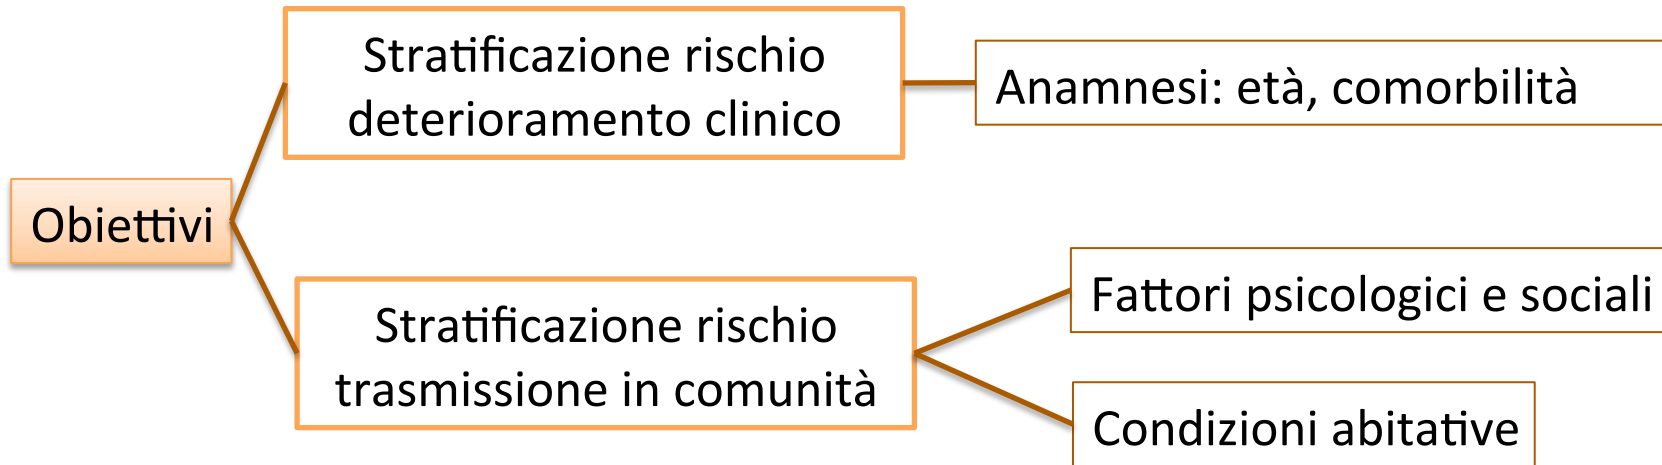 Stratificazione rischio
deterioramento clinico
Anamnesi: età, comorbilità
Obiettivi
Stratificazione rischio
trasmissione in comunità
Fattori psicologici e sociali
Condizioni abitative